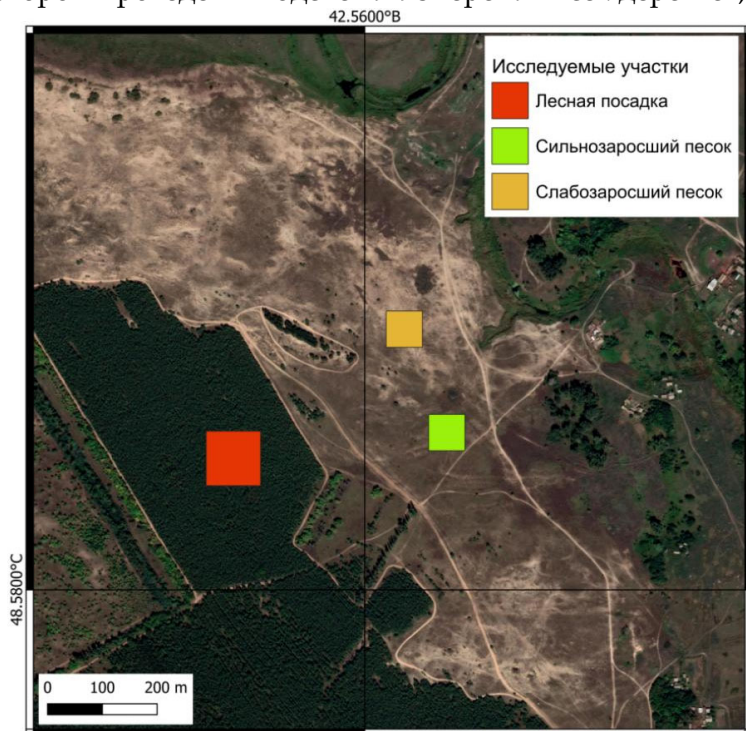 42.5600°В
Исследуемые участки
Лесная посадка
Сильнозаросший песок
Слабозаросший песок
48.5800°С
0 100 200 m